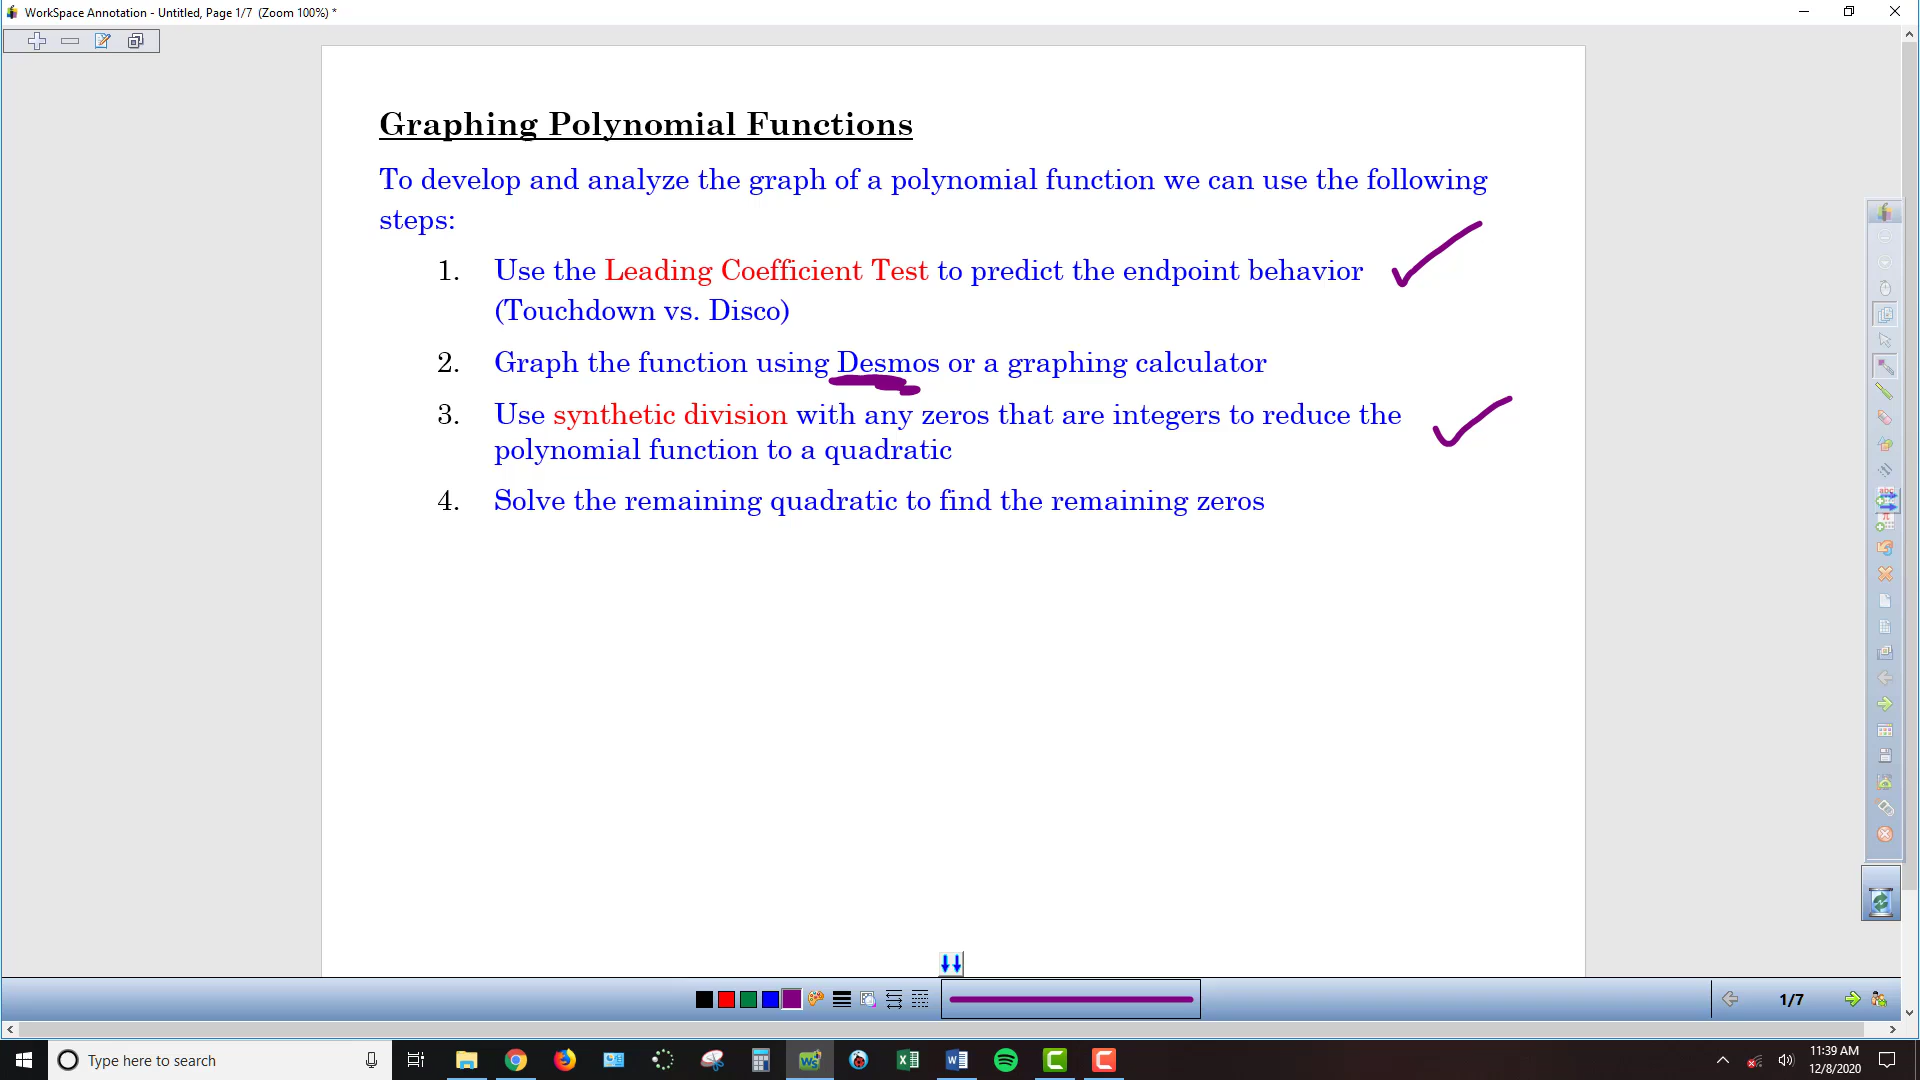 WorkSpace Annotation - Untitled, Page 1/7 (Zoom 100%) *
Graphing Polynomial Functions
To develop and analyze the graph of a polynomial function we can use the following
steps:
1. Use the Leading Coefficient Test to predict the endpoint behavior
(Touchdown vs. Disco)
2. Graph the function using Desmos or a graphing calculator
3. Use synthetic division with any zeros that are integers to reduce the
polynomial function to a quadratic
4. Solve the remaining quadratic to find the remaining zeros
1/7
Type here to search
11:39 AM
12/8/2020